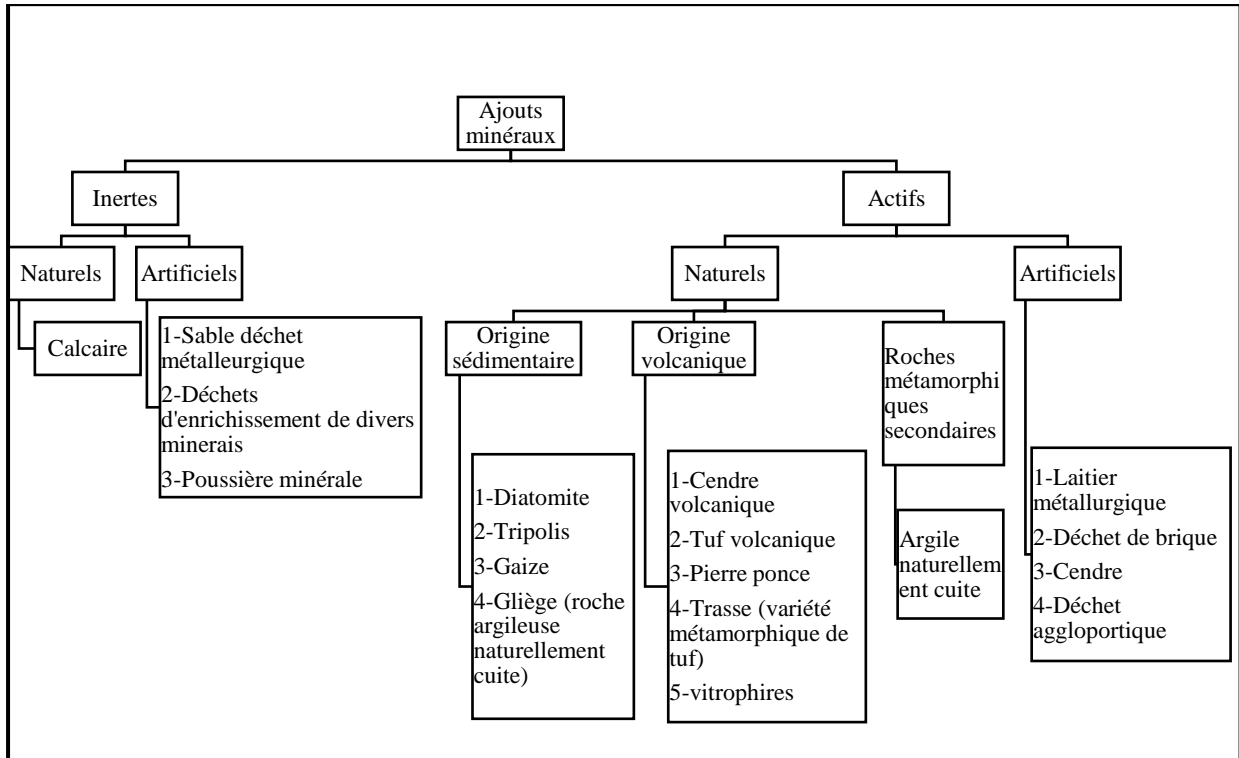 Ajouts
minéraux
Inertes
Actifs
Naturels
Artificiels
Naturels
Artificiels
Calcaire
1-Sable déchet
métalleurgique
2-Déchets
d'enrichissement de divers
minerais
3-Poussière minérale
Origine
sédimentaire
Origine
volcanique
Roches
métamorphi
ques
secondaires
1-Diatomite
2-Tripolis
3-Gaize
4-Gliège (roche
argileuse
naturellement
cuite)
1-Cendre
volcanique
2-Tuf volcanique
3-Pierre ponce
4-Trasse (variété
métamorphique de
tuf)
5-vitrophires
Argile
naturellem
ent cuite
1-Laitier
métallurgique
2-Déchet de brique
3-Cendre
4-Déchet
aggloportique